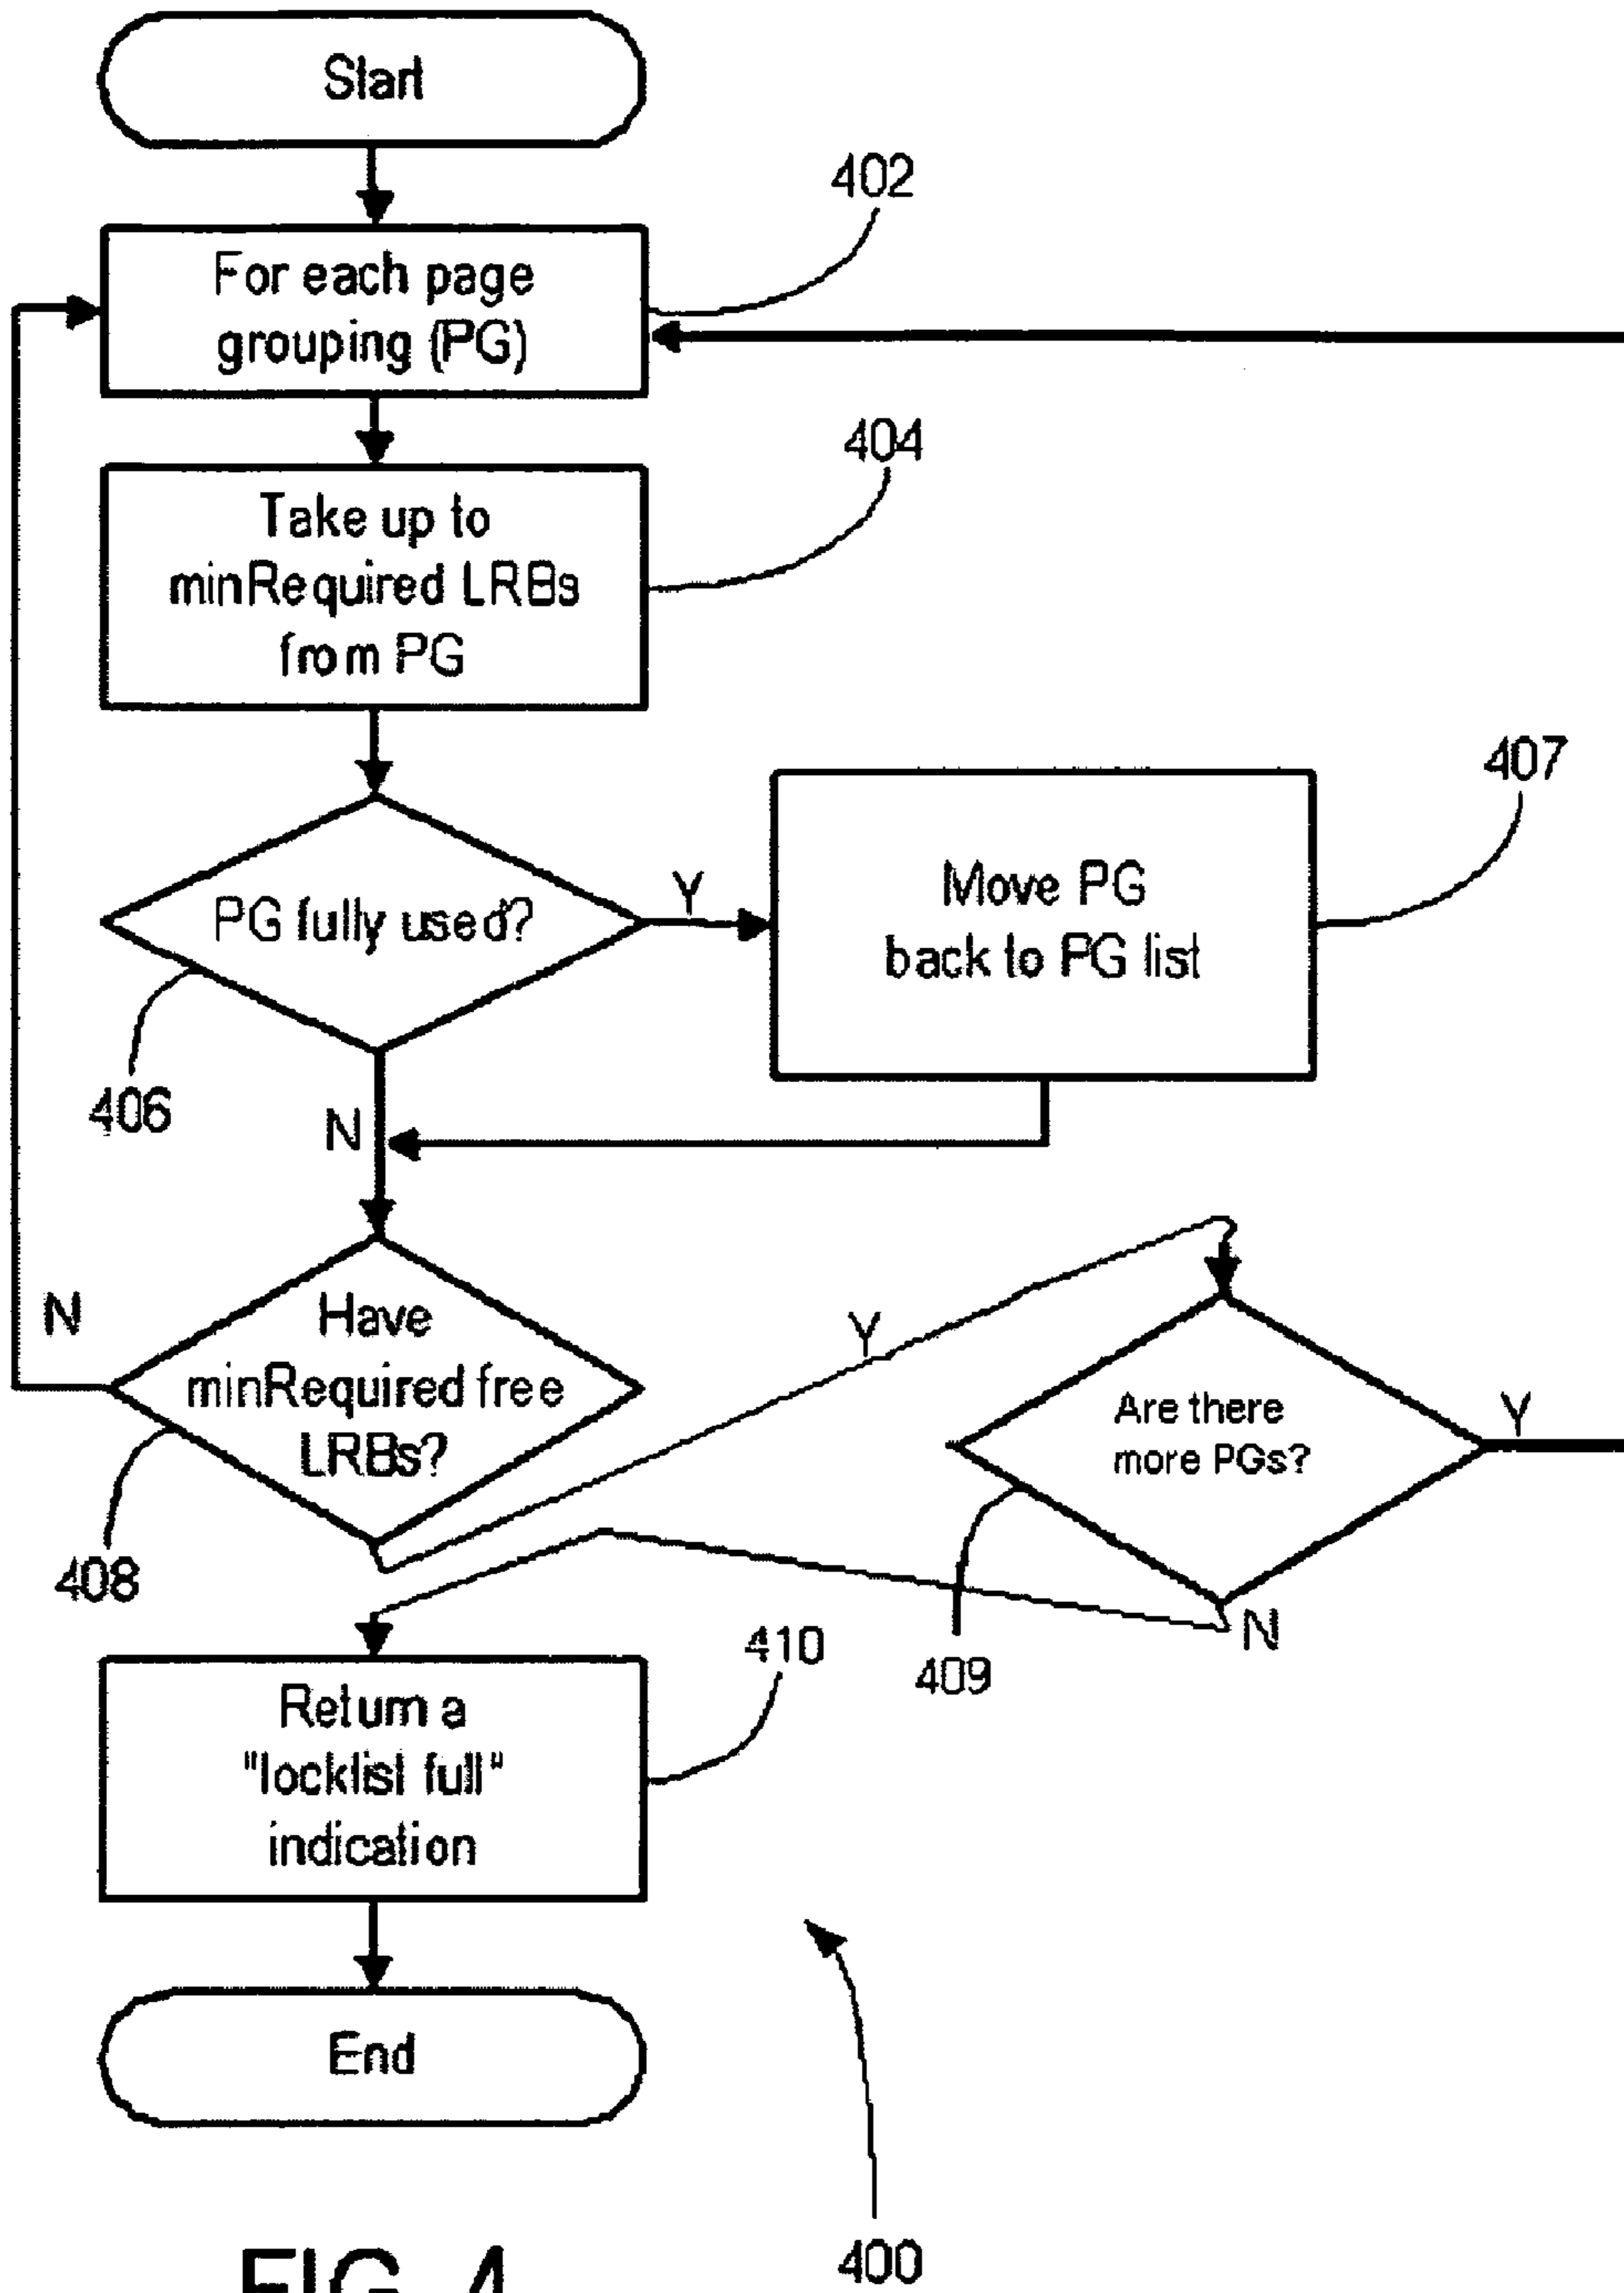 Start
402
For each page
grouping (PG)
404
Take up to
minRequired LRBs
from PG
407
PG fully used?
Y
Move PG
back to PG list
406
N
N
Have
minRequired free
LRBs?
Y
Are there
more PGs?
Y
408
N
409
410
Return a
"locklist full"
indication
End
400
FIG. 4